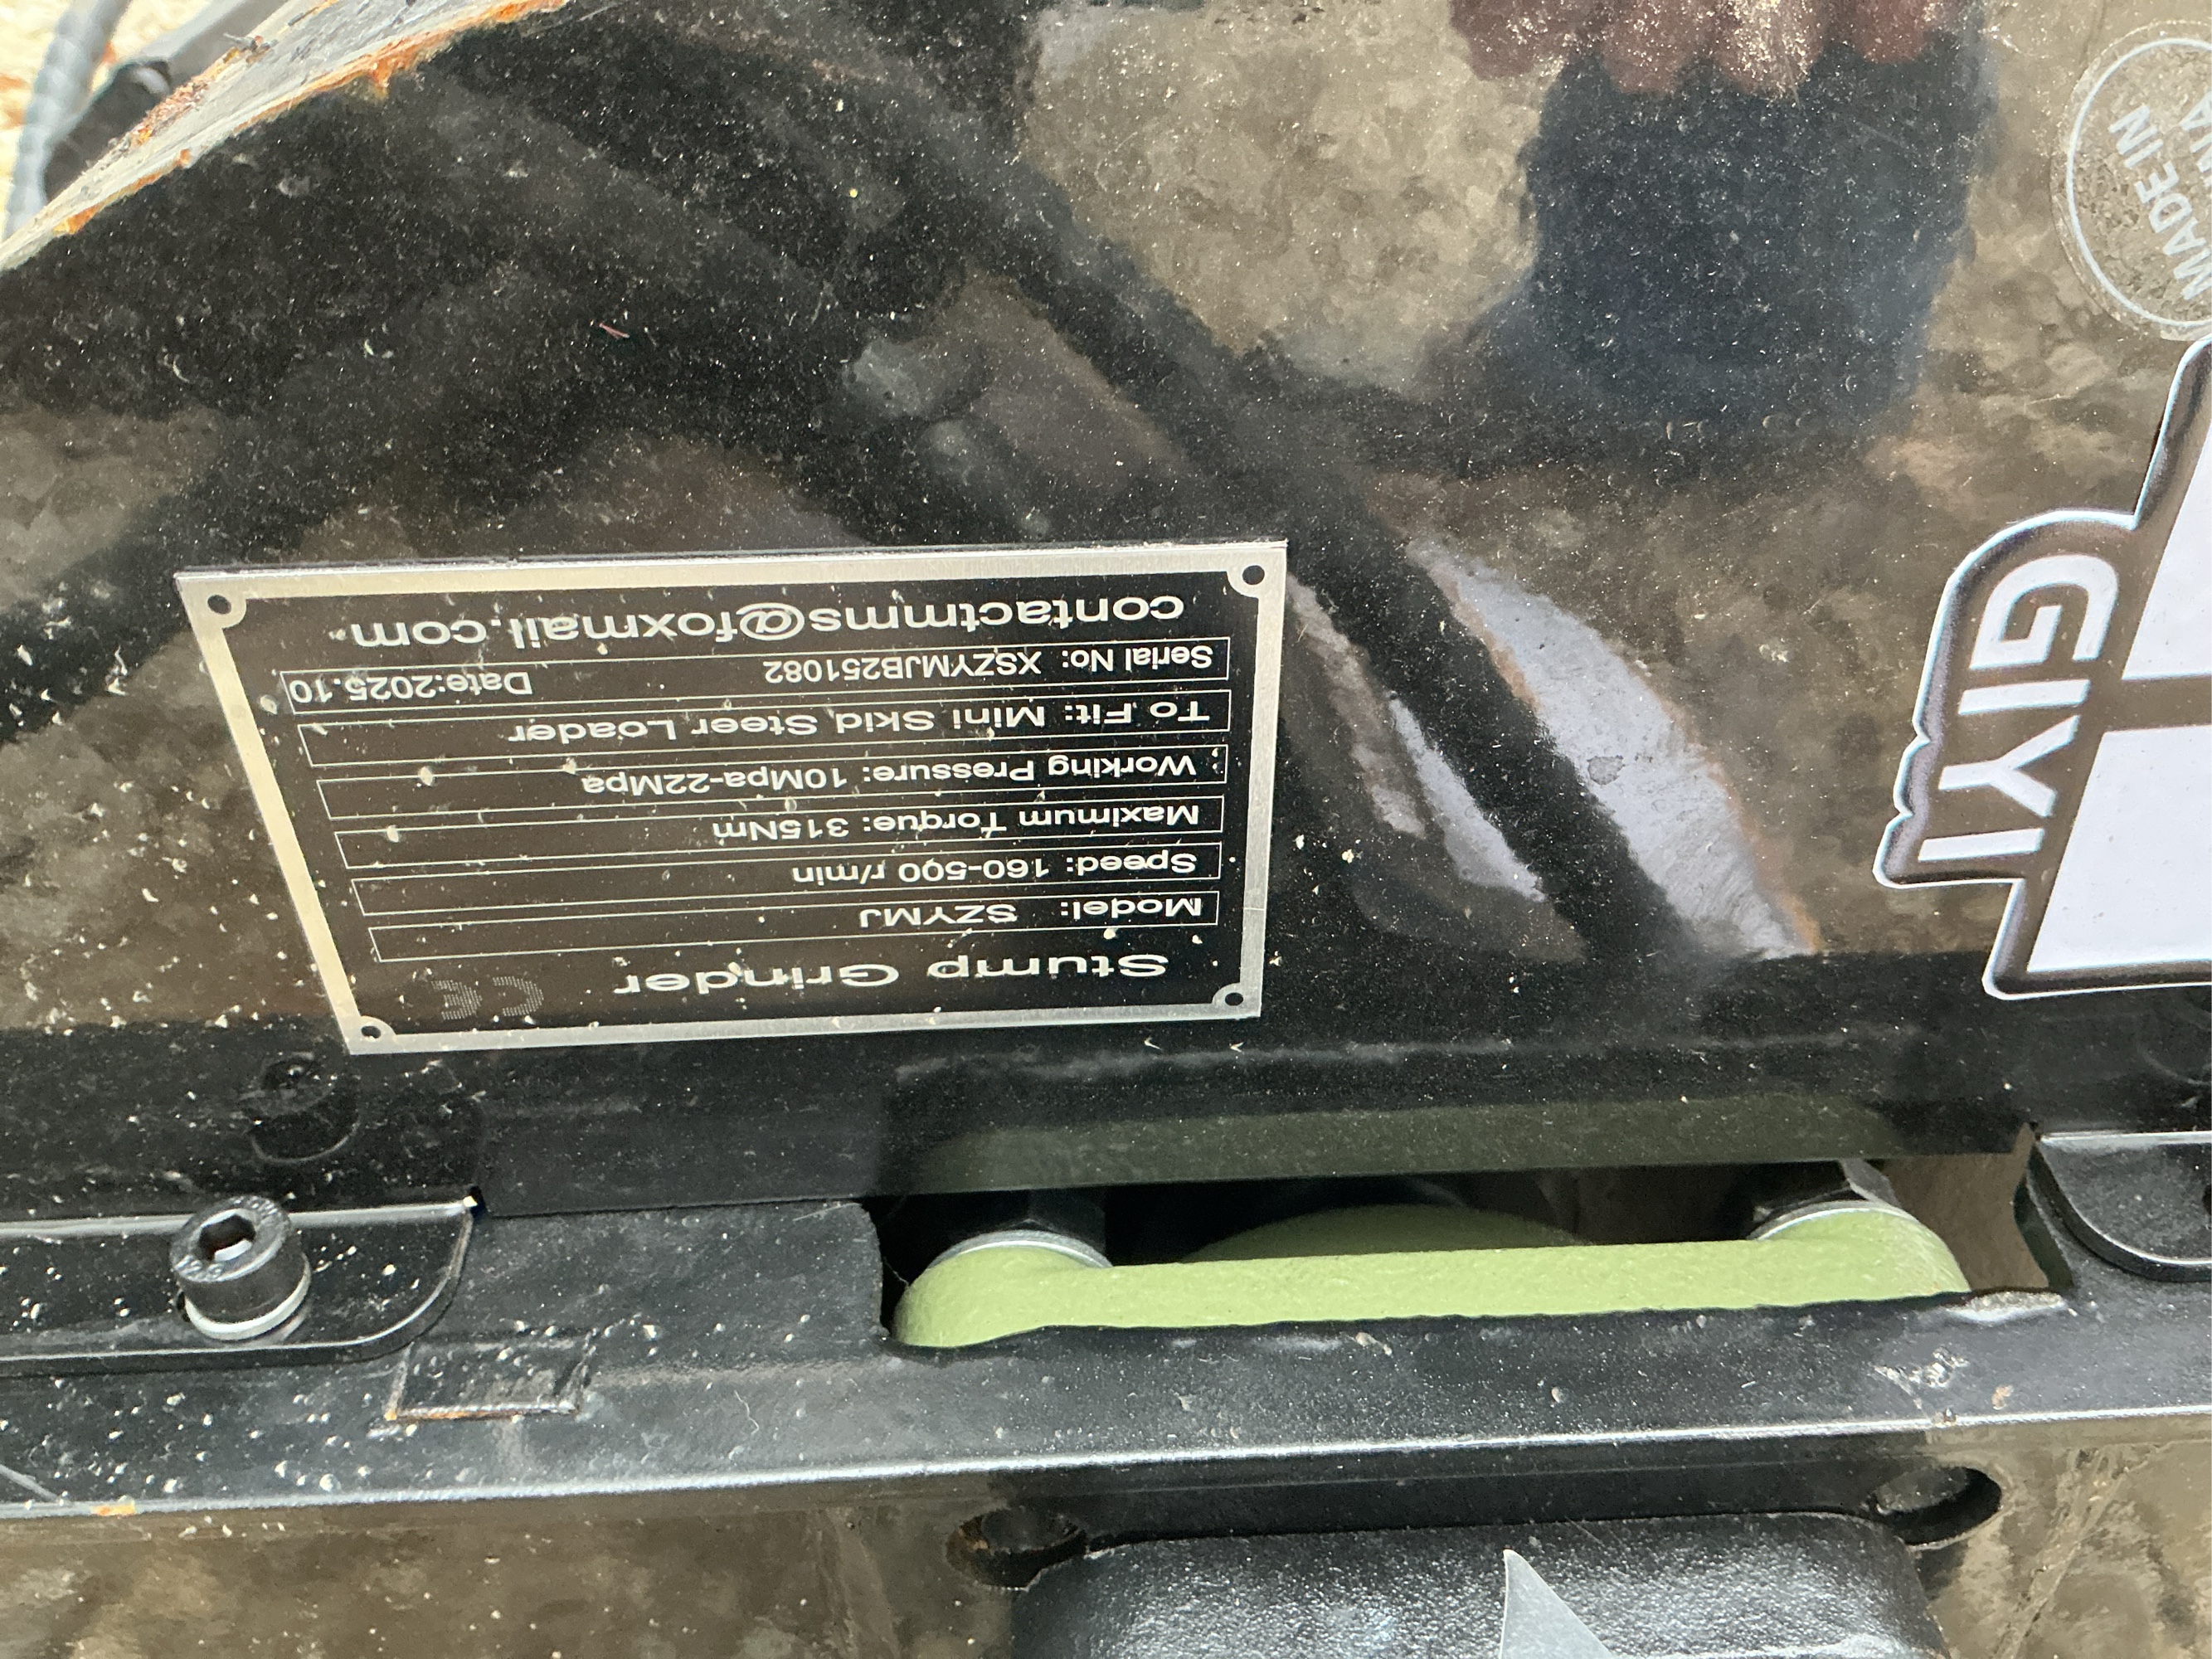 Stump Grinder
CE
Model: SZYMJ
Speed: 160-500 r/min
Maximum Torque: 315Nm
Working Pressure: 10Mpa-22Mpa
To Fit: Mini Skid Steer Loader
Serial No: XSZYMJB251082 Date:2025.10
contactmms@foxmail.com
GIYI
MADE IN